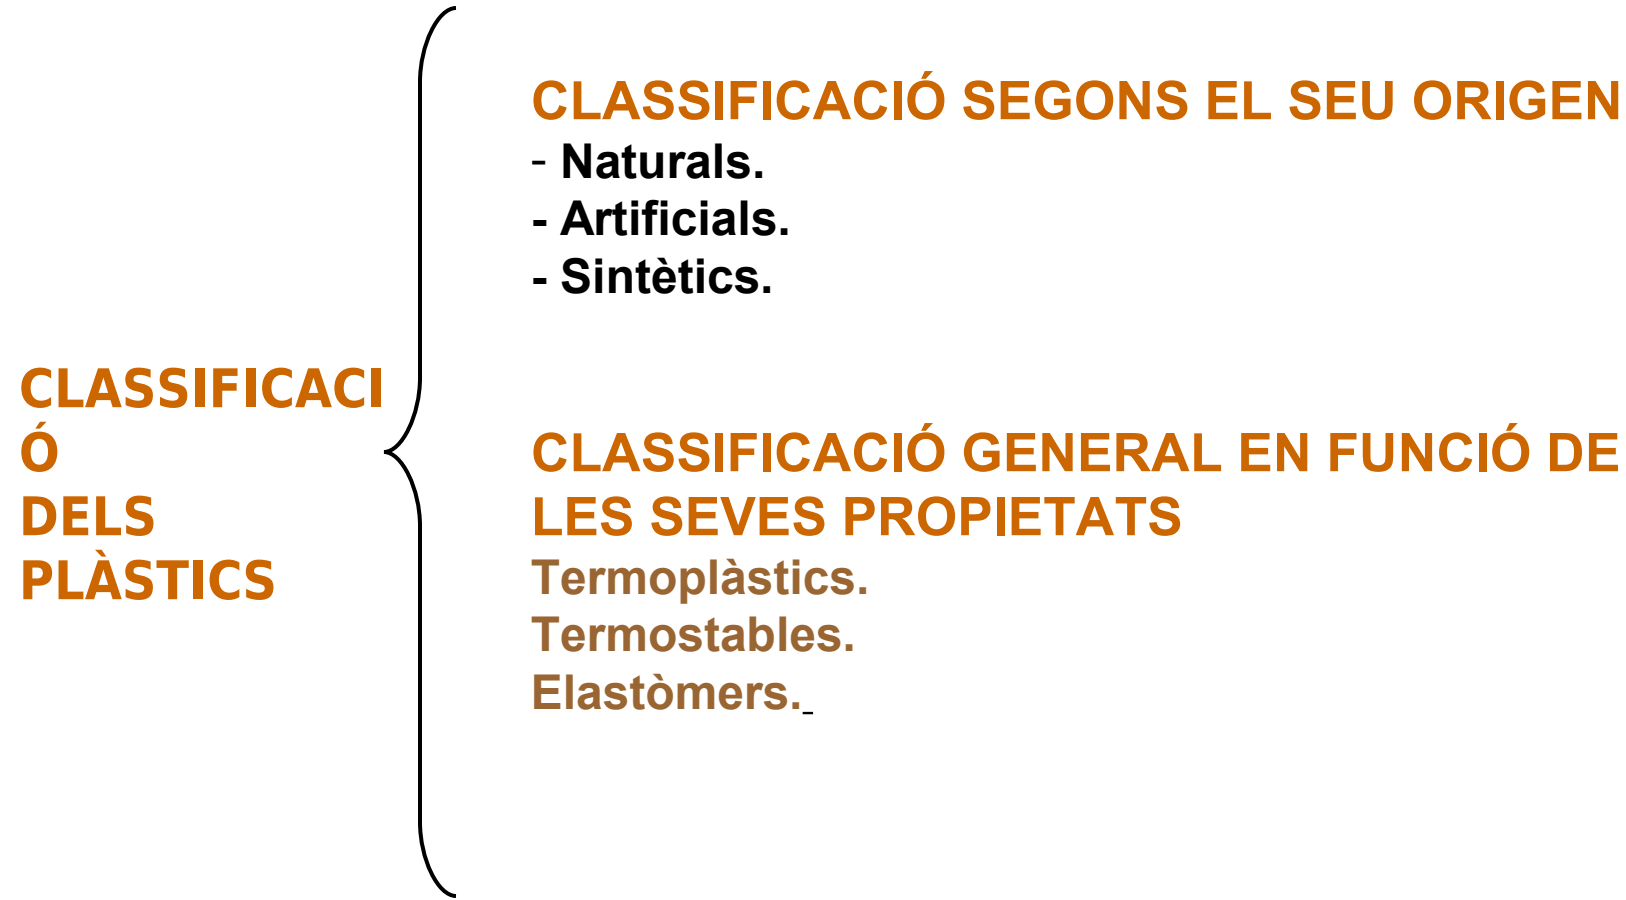 CLASSIFICACI
Ó
DELS
PLÀSTICS
CLASSIFICACIÓ SEGONS EL SEU ORIGEN
- Naturals.
- Artificials.
- Sintètics.
CLASSIFICACIÓ GENERAL EN FUNCIÓ DE
LES SEVES PROPIETATS
Termoplàstics.
Termostables.
Elastòmers.